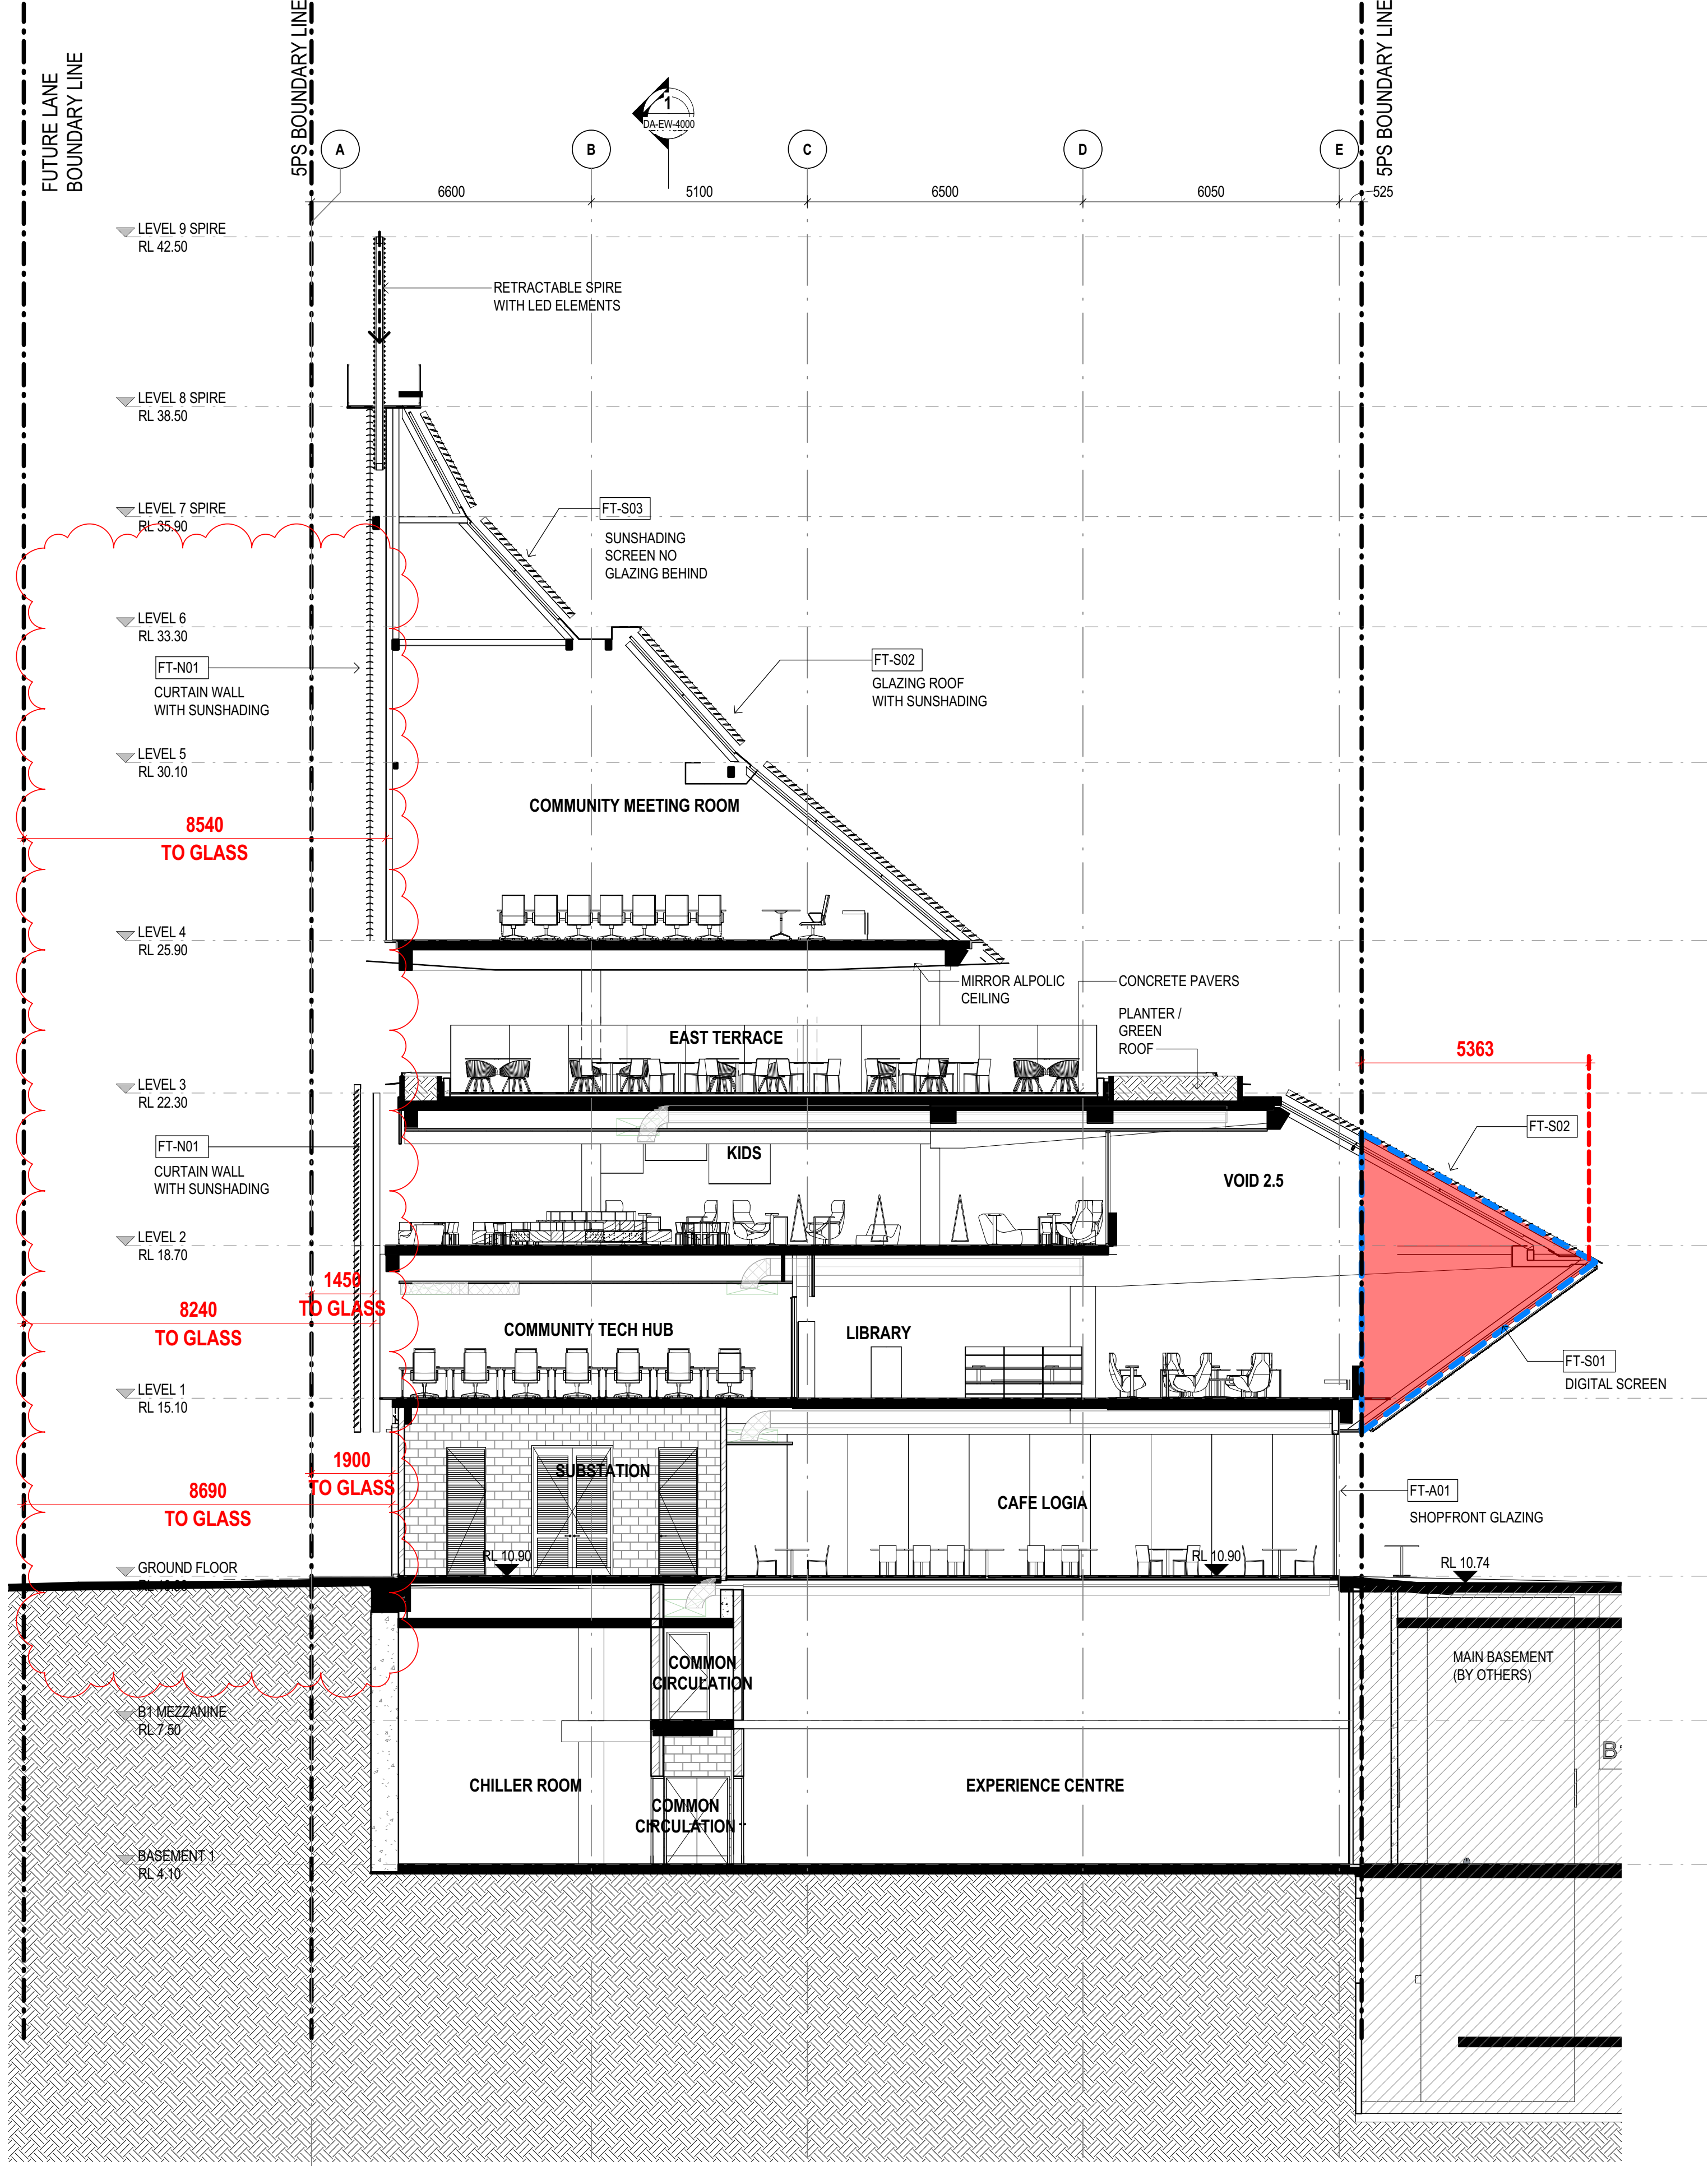 FUTURE LANE
BOUNDARY LINE
5PS BOUNDARY LINE
5PS BOUNDARY LINE
1
DA-EW-4000
A
B
C
D
E
6600
5100
6500
6050
525
LEVEL 9 SPIRE
RL 42.50
RETRACTABLE SPIRE
WITH LED ELEMENTS
LEVEL 8 SPIRE
RL 38.50
LEVEL 7 SPIRE
RL 35.90
FT-S03
SUNSHADING
SCREEN NO
GLAZING BEHIND
LEVEL 6
RL 33.30
FT-N01
CURTAIN WALL
WITH SUNSHADING
FT-S02
GLAZING ROOF
WITH SUNSHADING
LEVEL 5
RL 30.10
COMMUNITY MEETING ROOM
8540
TO GLASS
LEVEL 4
RL 25.90
MIRROR ALPOLIC
CEILING
CONCRETE PAVERS
PLANTER /
GREEN
ROOF
EAST TERRACE
5363
LEVEL 3
RL 22.30
FT-N01
CURTAIN WALL
WITH SUNSHADING
KIDS
VOID 2.5
FT-S02
LEVEL 2
RL 18.70
1450
TO GLASS
8240
TO GLASS
COMMUNITY TECH HUB
LIBRARY
FT-S01
DIGITAL SCREEN
LEVEL 1
RL 15.10
1900
TO GLASS
8690
TO GLASS
SUBSTATION
CAFE LOGIA
FT-A01
SHOPFRONT GLAZING
RL 10.90
RL 10.90
RL 10.74
GROUND FLOOR
COMMON
CIRCULATION
MAIN BASEMENT
(BY OTHERS)
B1 MEZZANINE
RL 7.50
CHILLER ROOM
EXPERIENCE CENTRE
COMMON
CIRCULATION
BASEMENT 1
RL 4.10